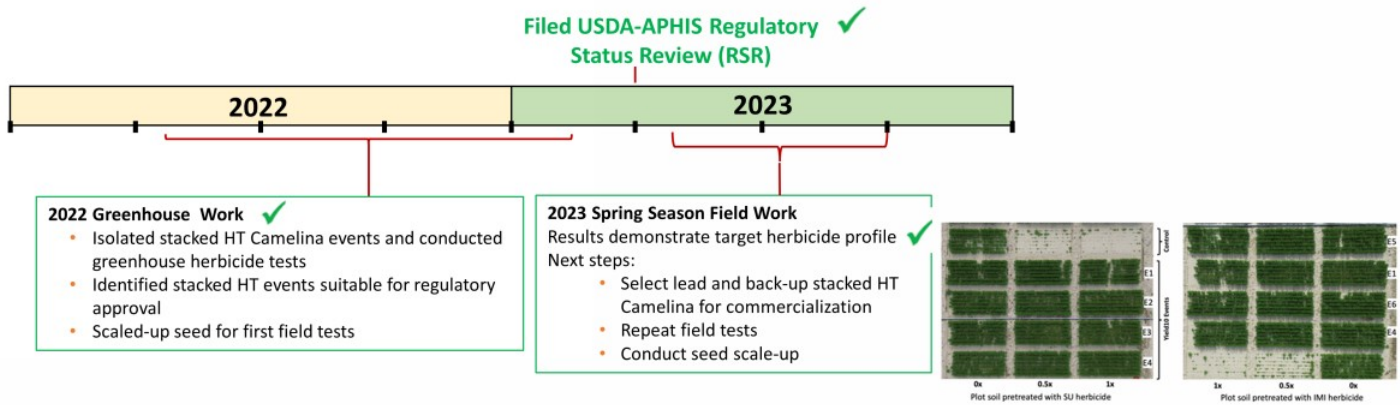 Filed USDA-APHIS Regulatory
Status Review (RSR)
2022
2023
2022 Greenhouse Work
• Isolated stacked HT Camelina events and conducted
greenhouse herbicide tests
• Identified stacked HT events suitable for regulatory
approval
• Scaled-up seed for first field tests
2023 Spring Season Field Work
Results demonstrate target herbicide profile
Next steps:
• Select lead and back-up stacked HT
Camelina for commercialization
• Repeat field tests
• Conduct seed scale-up
Control
E1
E2
E3
E4
Yield10 Events
0x 0.5x 1x
Plot soil pretreated with SU herbicide
E5
E1
E6
E4
1x 0.5x 0x
Plot soil pretreated with IMI herbicide